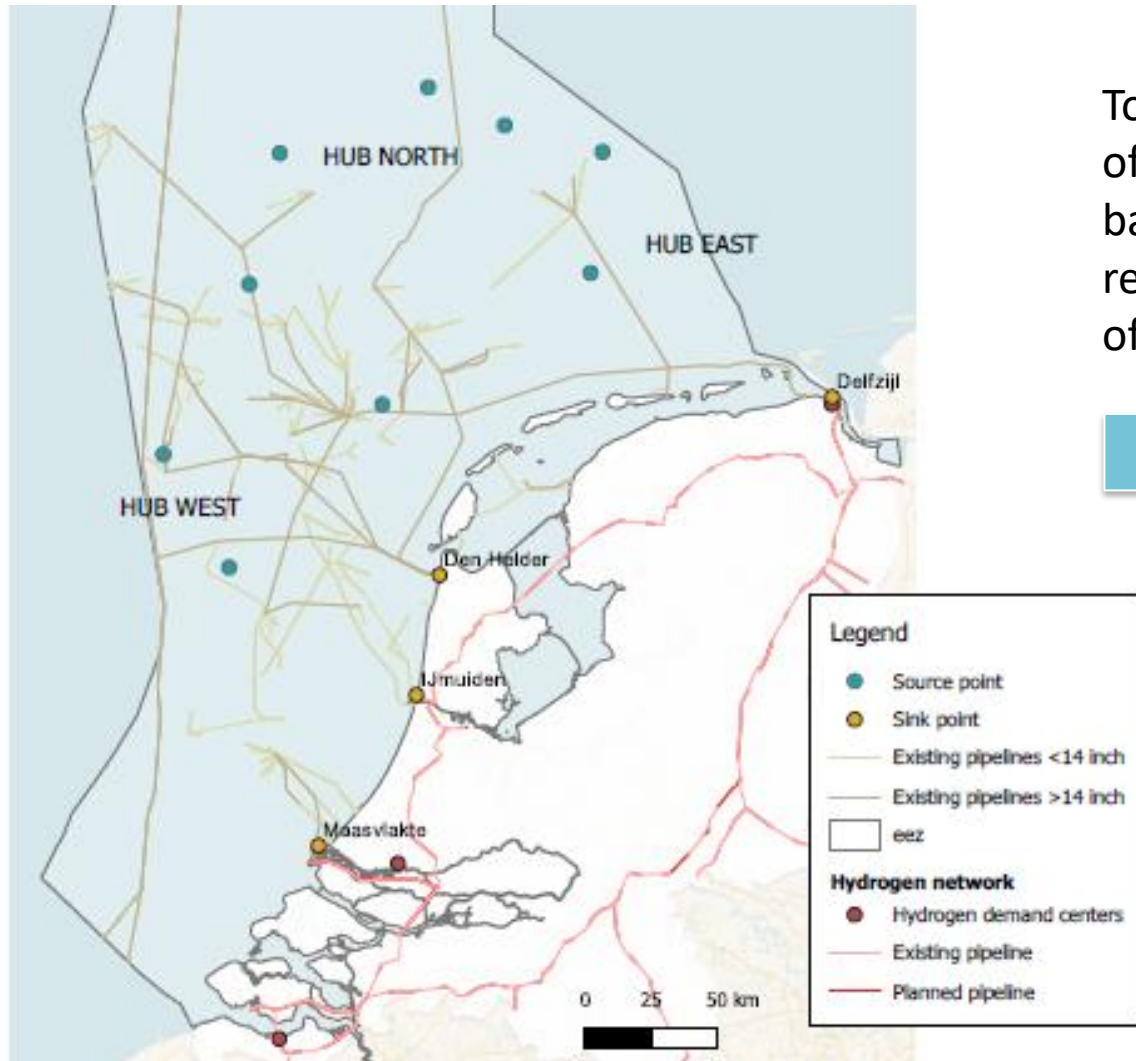 To
of
ba
re
of
HUB NORTH
HUB EAST
Delfzijl
HUB WEST
Den Helder
IJmuiden
Maasvlakte
0 25 50 km
Legend
Source point
Sink point
Existing pipelines <14 inch
Existing pipelines >14 inch
eez
Hydrogen network
Hydrogen demand centers
Existing pipeline
Planned pipeline